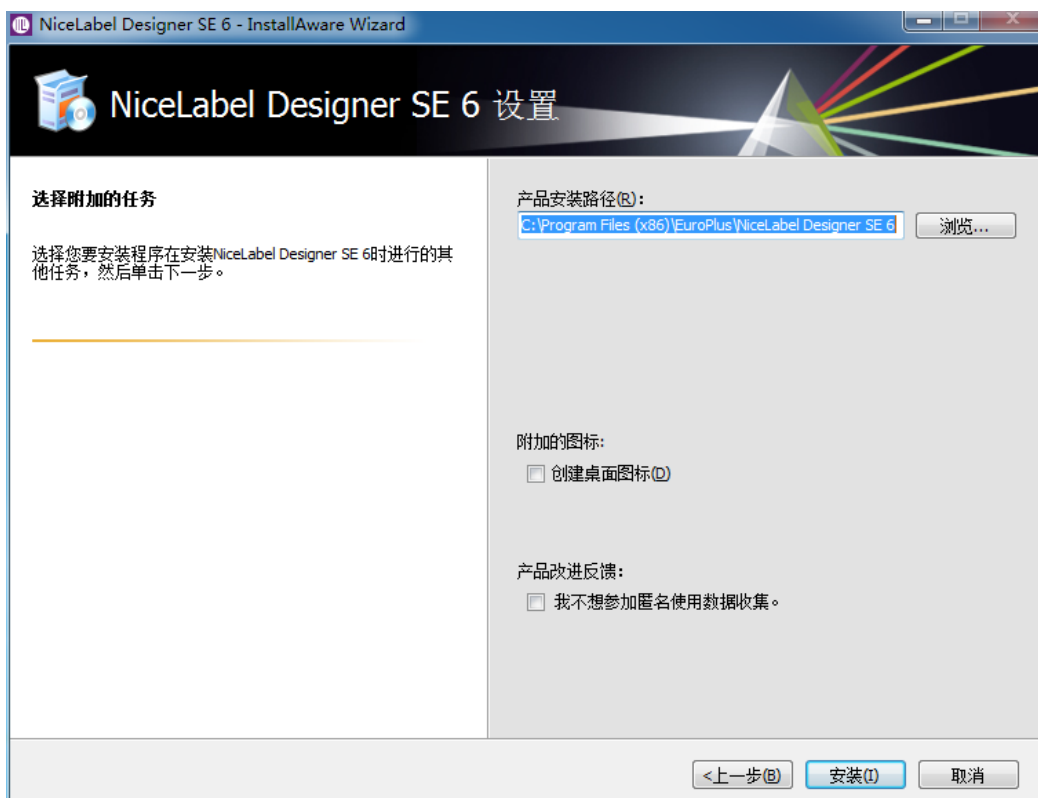 NiceLabel Designer SE 6 - InstallAware Wizard
NiceLabel Designer SE 6 设置
选择附加的任务
选择您要安装程序在安装NiceLabel Designer SE 6时进行的其
他任务，然后单击下一步。
产品安装路径(R)：
C:\Program Files (x86)\EuroPlus\NiceLabel Designer SE 6
浏览...
附加的图标:
创建桌面图标(D)
产品改进反馈：
我不想参加匿名使用数据收集。
<上一步(B)
安装(I)
取消